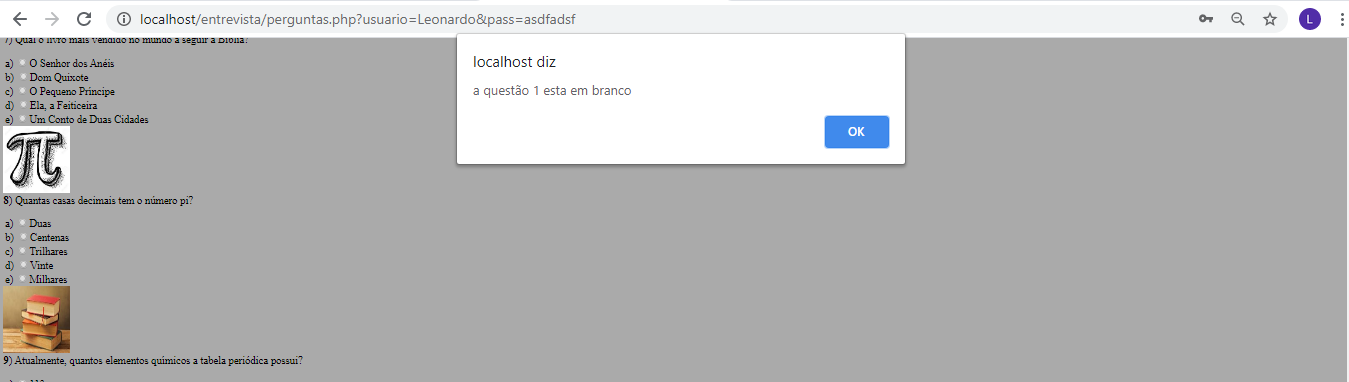 localhost/entrevista/perguntas.php?usuario=Leonardo&pass=asdfadsf
L
localhost diz
a questão 1 esta em branco
OK
7) Qual o livro mais vendido no mundo a seguir à Bíblia?
a) O Senhor dos Anéis
b) Dom Quixote
c) O Pequeno Príncipe
d) Ela, a Feiticeira
e) Um Conto de Duas Cidades
π
8) Quantas casas decimais tem o número pi?
a) Duas
b) Centenas
c) Trilhares
d) Vinte
e) Milhares
9) Atualmente, quantos elementos químicos a tabela periódica possui?